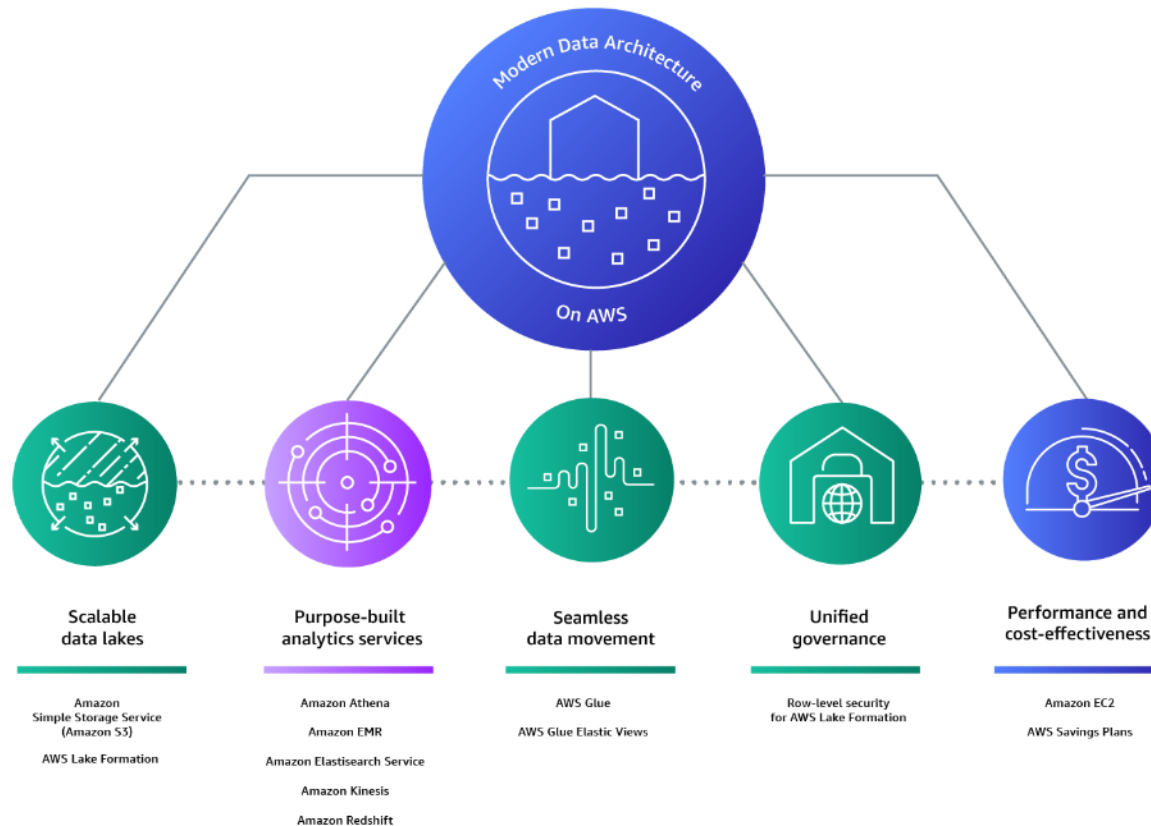 Modern Data Architecture
On AWS
Scalable
data lakes
Purpose-built
analytics services
Seamless
data movement
Unified
governance
Performance and
cost-effectiveness
Amazon
Simple Storage Service
(Amazon S3)
AWS Lake Formation
Amazon Athena
Amazon EMR
Amazon Elastisearch Service
Amazon Kinesis
Amazon Redshift
AWS Glue
AWS Glue Elastic Views
Row-level security
for AWS Lake Formation
Amazon EC2
AWS Savings Plans